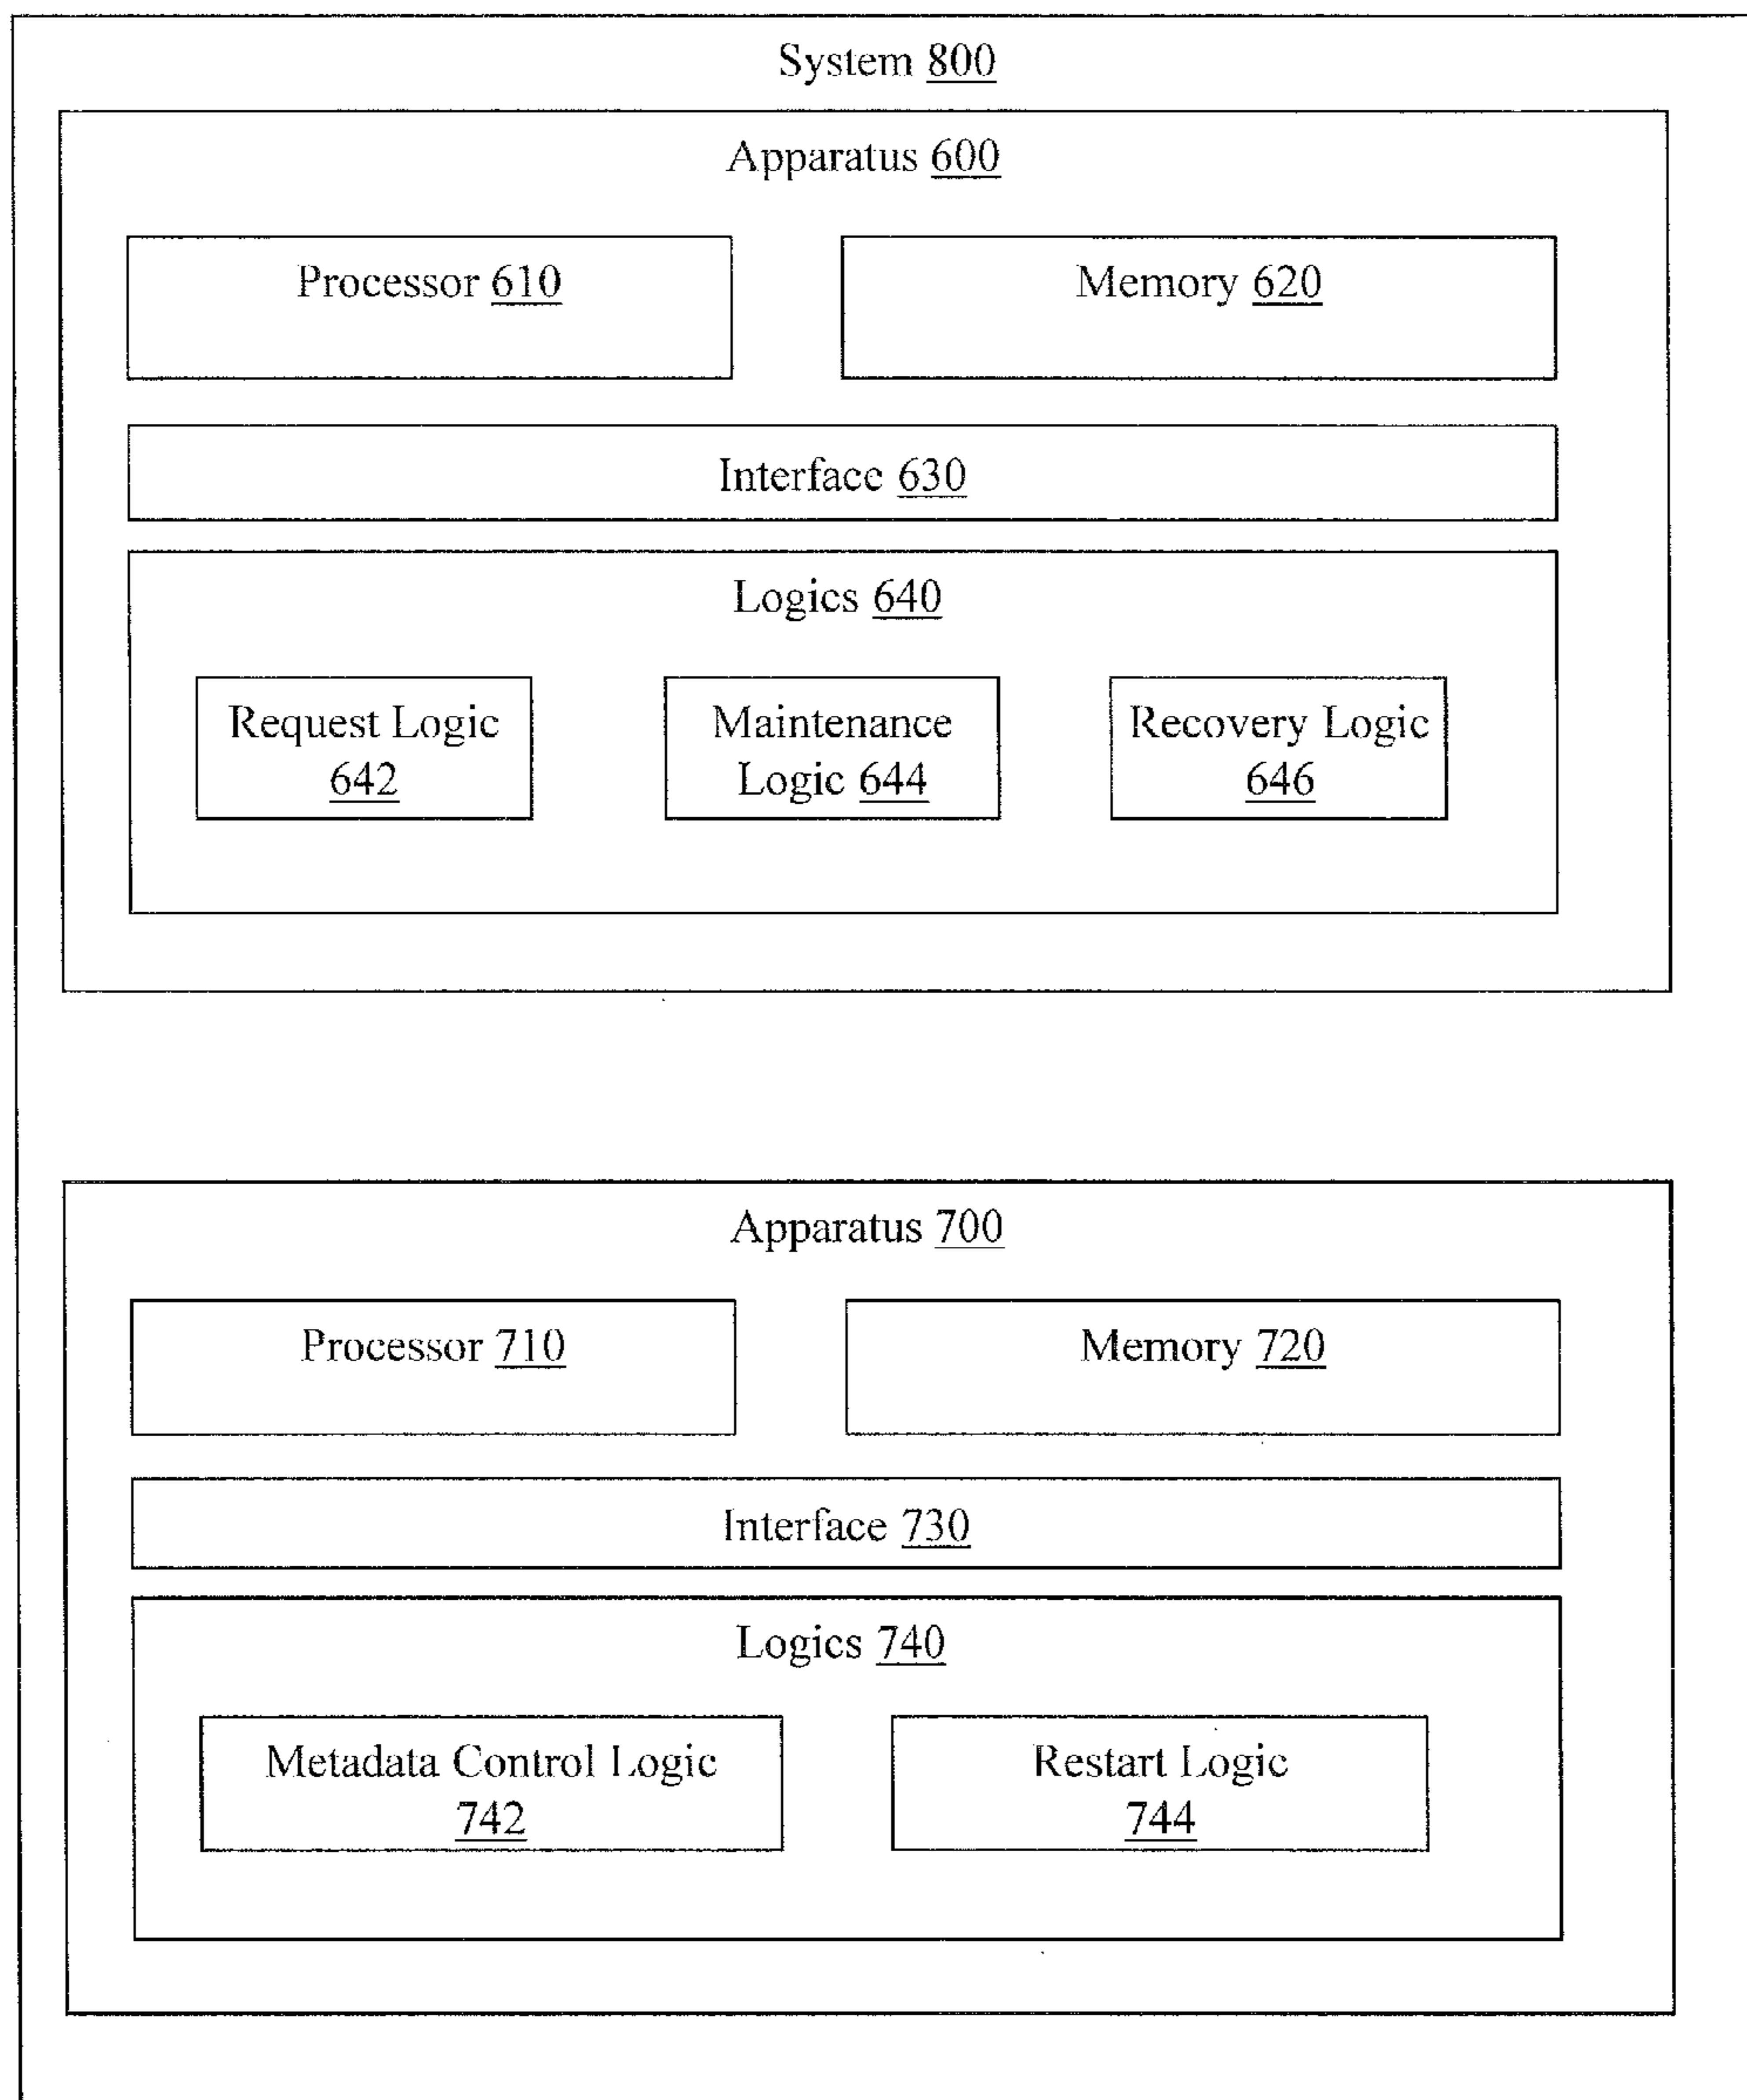 System 800
Apparatus 600
Processor 610
Memory 620
Interface 630
Logics 640
Request Logic
642
Maintenance
Logic 644
Recovery Logic
646
Apparatus 700
Processor 710
Memory 720
Interface 730
Logics 740
Metadata Control Logic
742
Restart Logic
744